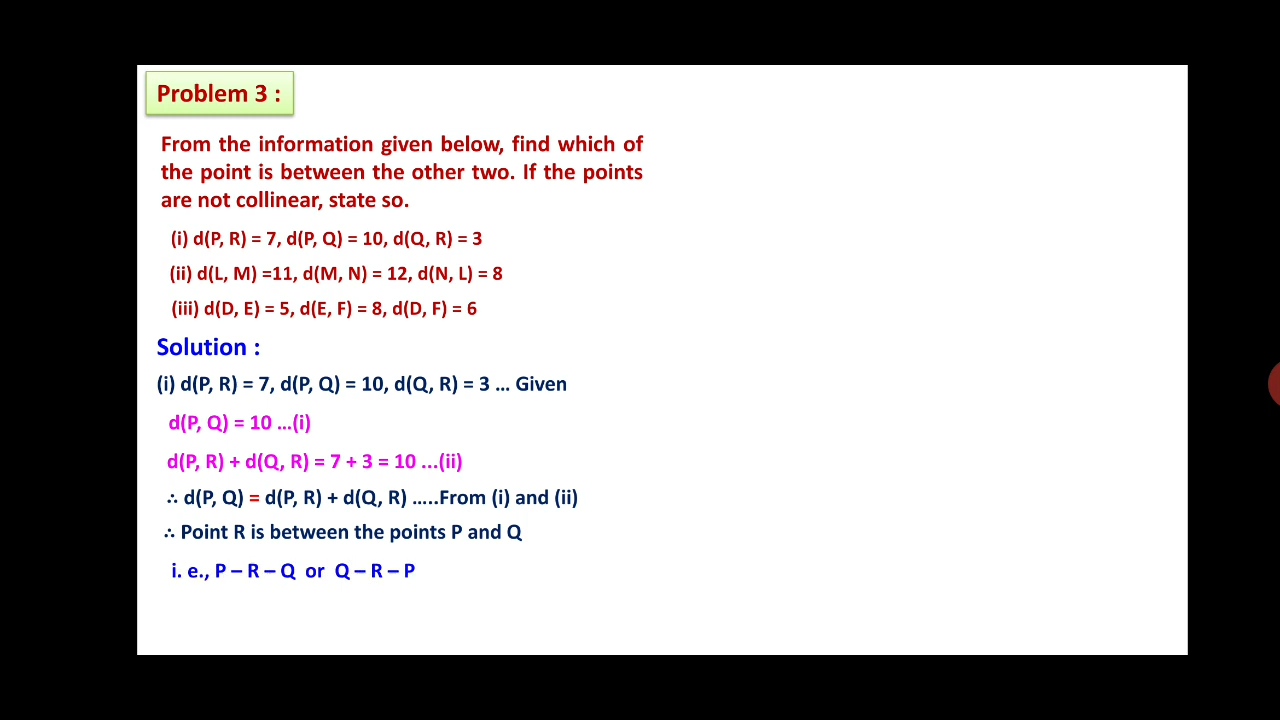 Problem 3 :
From the information given below, find which of
the point is between the other two. If the points
are not collinear, state so.
(i) d(P, R) = 7, d(P, Q) = 10, d(Q, R) = 3
(ii) d(L, M) =11, d(M, N) = 12, d(N, L) = 8
(iii) d(D, E) = 5, d(E, F) = 8, d(D, F) = 6
Solution :
(i) d(P, R) = 7, d(P, Q) = 10, d(Q, R) = 3 ... Given
d(P, Q) = 10 ...(i)
d(P, R) + d(Q, R) = 7 + 3 = 10 ...(ii)
∴ d(P, Q) = d(P, R) + d(Q, R) .....From (i) and (ii)
∴ Point R is between the points P and Q
i. e., P – R – Q or Q – R – P